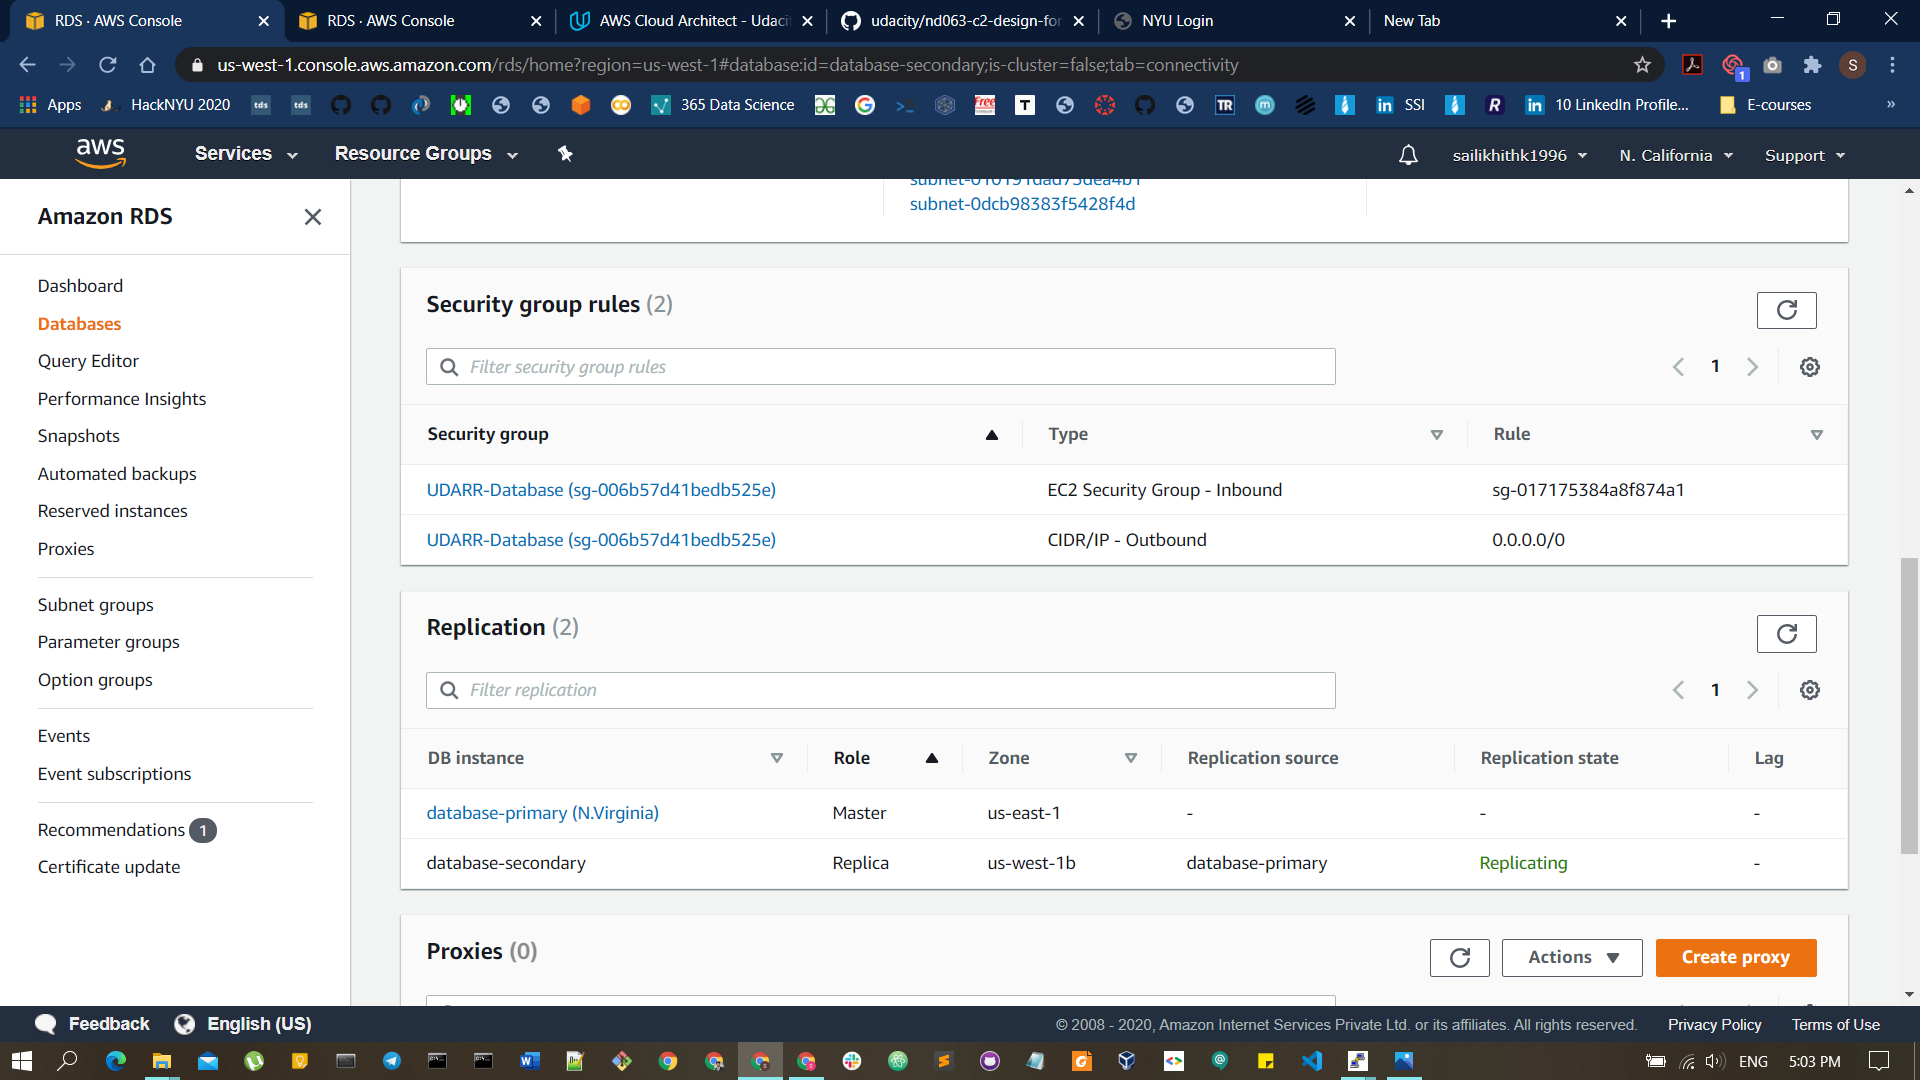 RDS · AWS Console
RDS · AWS Console
AWS Cloud Architect - Udaci
udacity/nd063-c2-design-for
NYU Login
New Tab
us-west-1.console.aws.amazon.com/rds/home?region=us-west-1#database:id=database-secondary;is-cluster=false;tab=connectivity
1
S
Apps
HackNYU 2020
tds
tds
365 Data Science
Free
T
TR
m
in SSI
R
in 10 LinkedIn Profile...
E-courses
»
aws
Services
Resource Groups
sailikhithk1996
N. California
Support
Amazon RDS
Dashboard
Databases
Query Editor
Performance Insights
Snapshots
Automated backups
Reserved instances
Proxies
Subnet groups
Parameter groups
Option groups
Events
Event subscriptions
Recommendations 1
Certificate update
subnet-0dcb98383f5428f4d
Security group rules (2)
Filter security group rules
1
Security group Type Rule
UDARR-Database (sg-006b57d41bedb525e) EC2 Security Group - Inbound sg-017175384a8f874a1
UDARR-Database (sg-006b57d41bedb525e) CIDR/IP - Outbound 0.0.0.0/0
Replication (2)
Filter replication
1
DB instance Role Zone Replication source Replication state Lag
database-primary (N.Virginia) Master us-east-1 - - -
database-secondary Replica us-west-1b database-primary Replicating -
Proxies (0)
Actions
Create proxy
Feedback
English (US)
© 2008 - 2020, Amazon Internet Services Private Ltd. or its affiliates. All rights reserved.
Privacy Policy
Terms of Use
ENG
5:03 PM